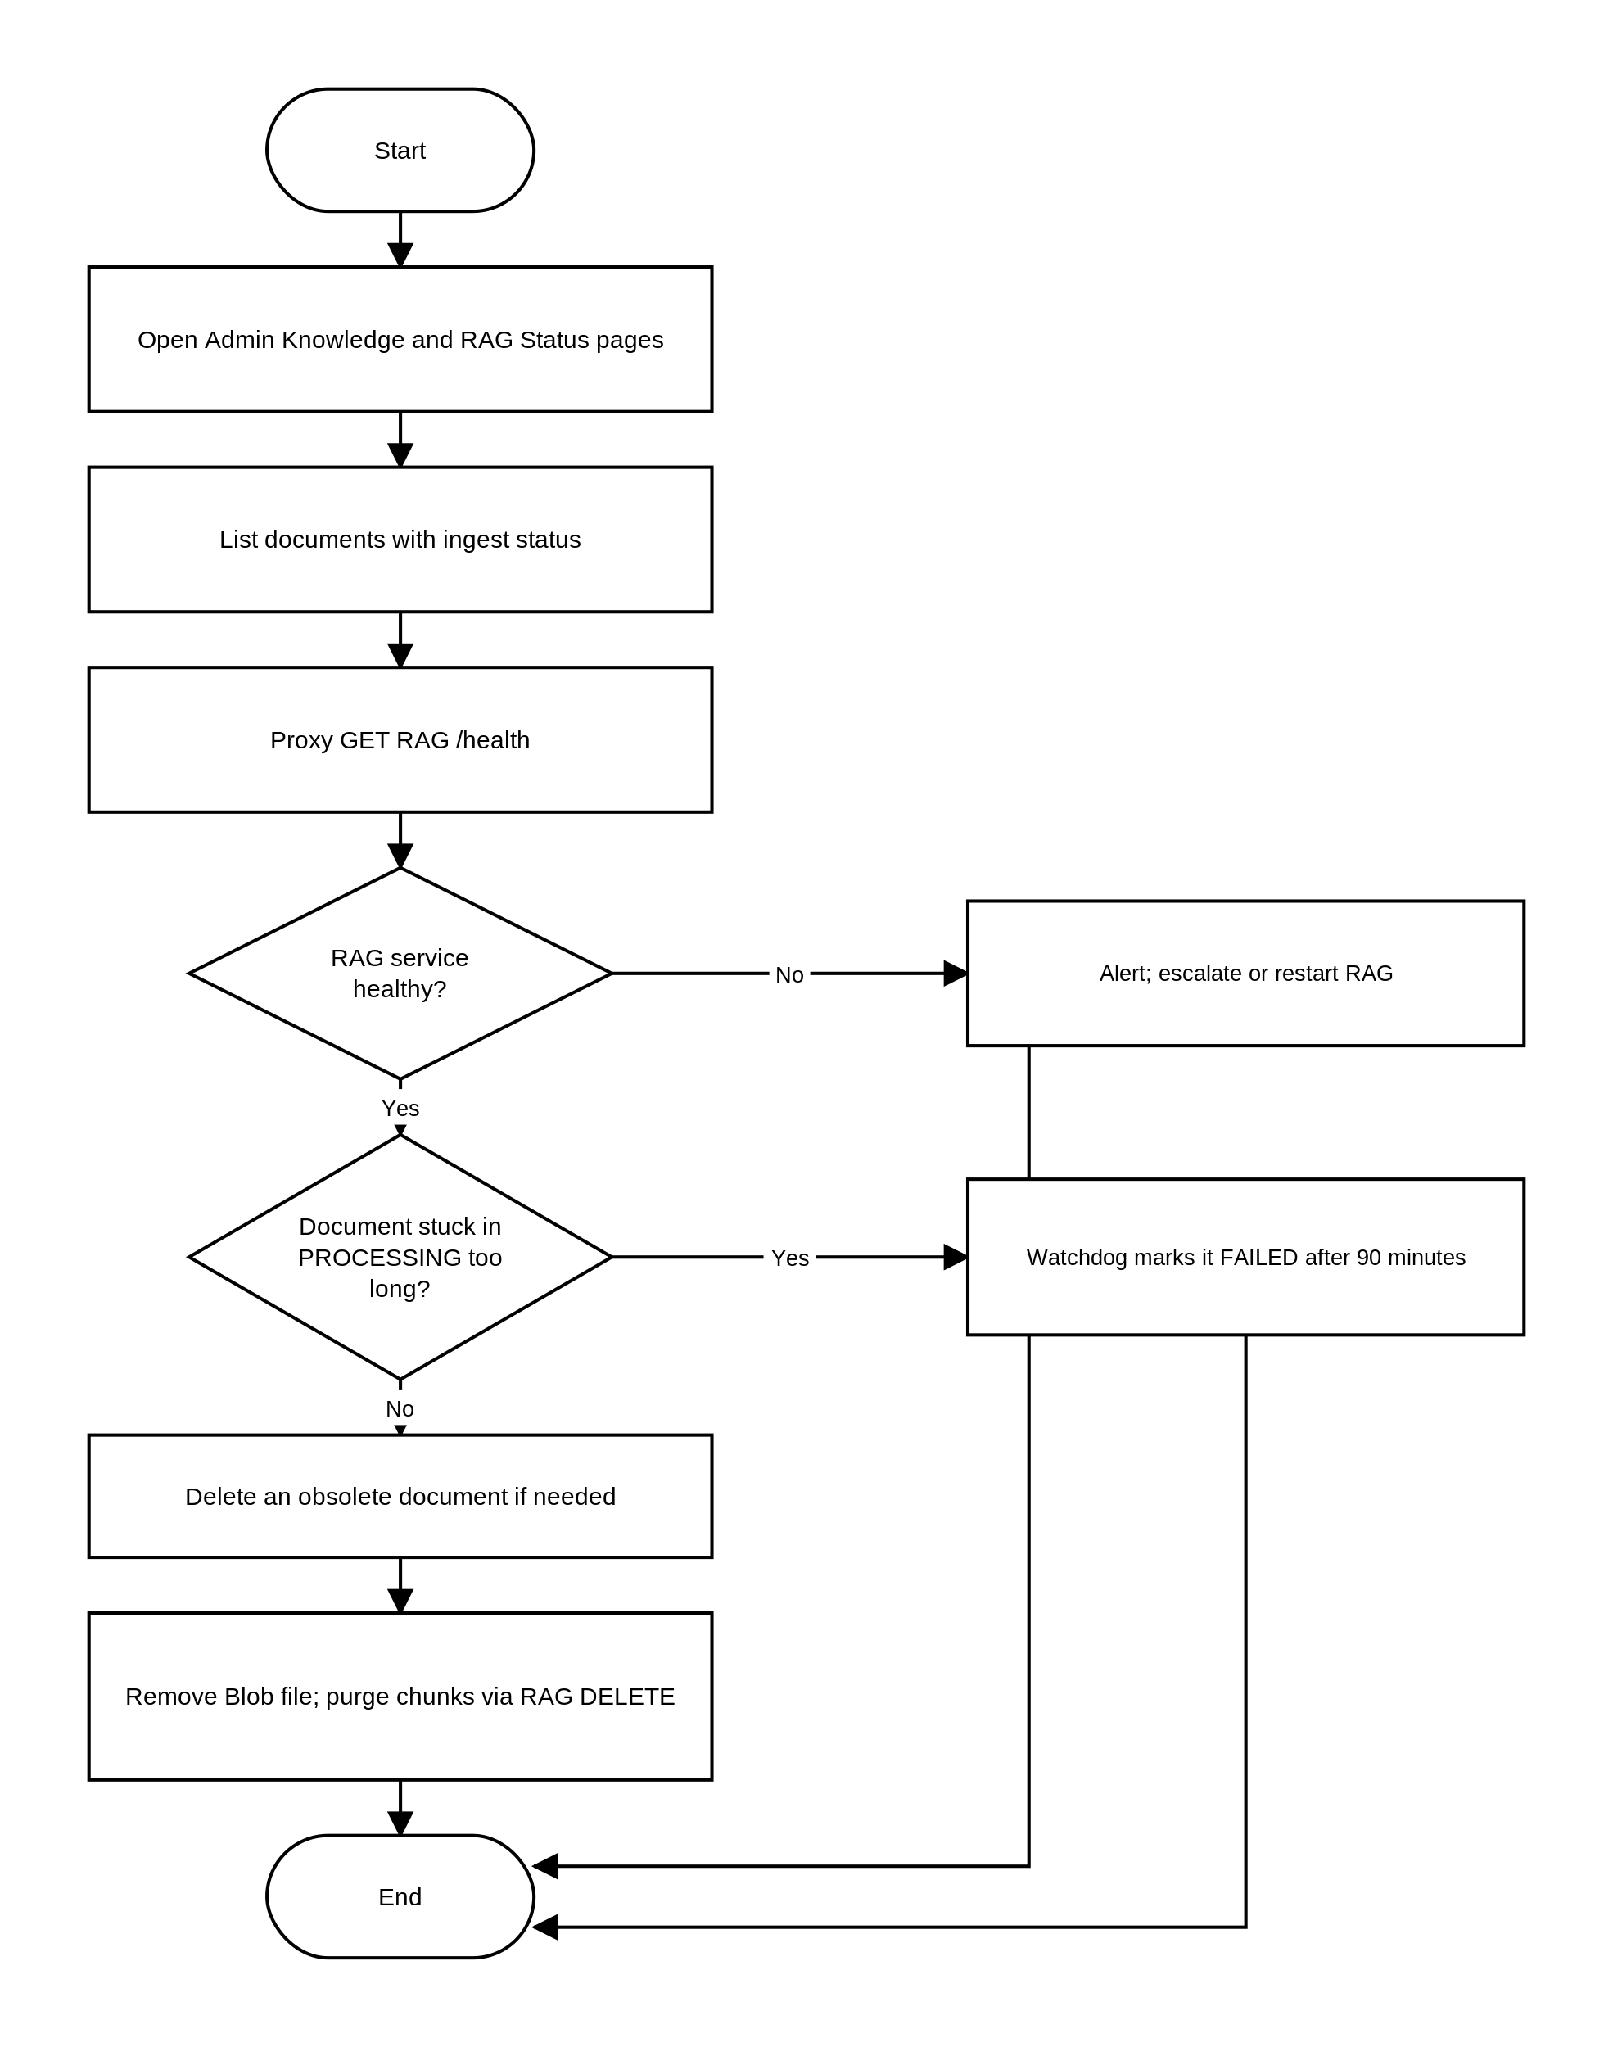 Start
Open Admin Knowledge and RAG Status pages
List documents with ingest status
Proxy GET RAG /health
RAG service
healthy?
No
Alert; escalate or restart RAG
Yes
Document stuck in
PROCESSING too
long?
Yes
Watchdog marks it FAILED after 90 minutes
No
Delete an obsolete document if needed
Remove Blob file; purge chunks via RAG DELETE
End